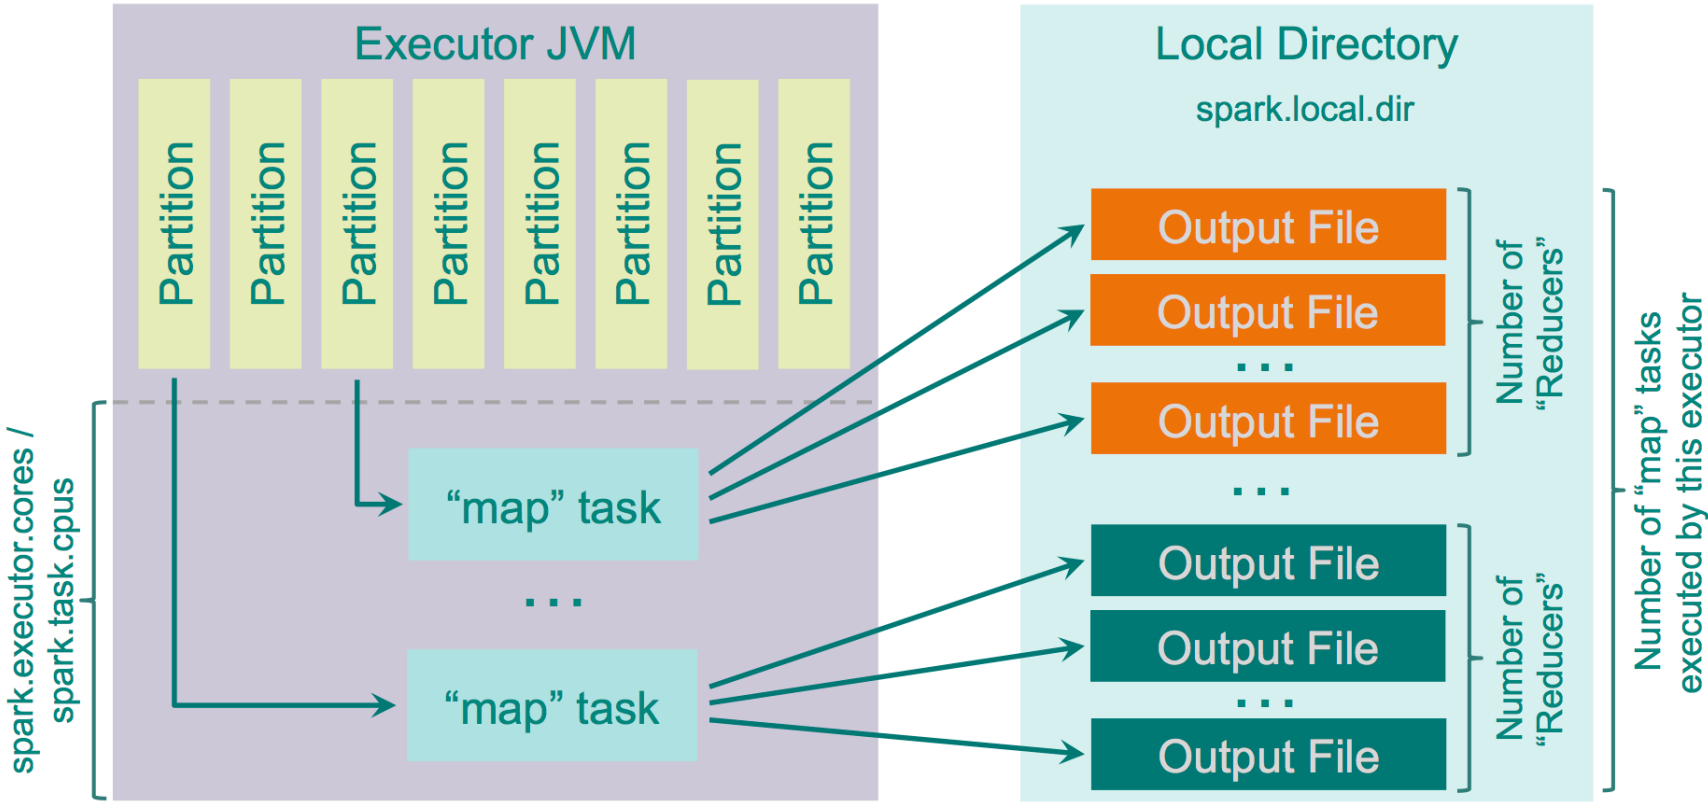 Executor JVM
Partition
Partition
Partition
Partition
Partition
Partition
Partition
Partition
spark.executor.cores /
spark.task.cpus
“map” task
...
“map” task
Local Directory
spark.local.dir
Output File
Output File
...
Output File
Number of
“Reducers”
...
Output File
Output File
...
Output File
Number of
“Reducers”
Number of “map” tasks
executed by this executor